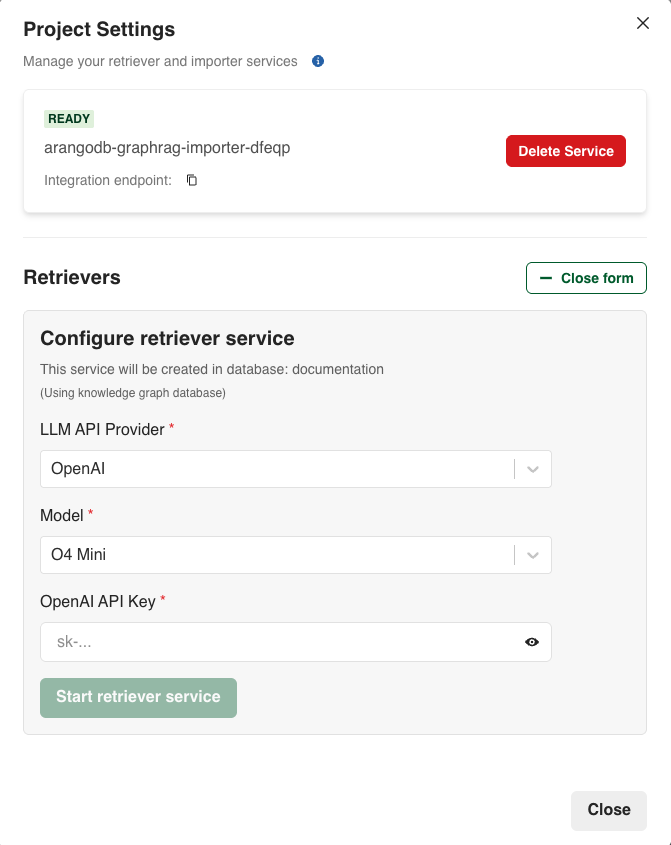 Project Settings
Manage your retriever and importer services
READY
arangodb-graphrag-importer-dfeqp
Delete Service
Integration endpoint:
Retrievers
Close form
Configure retriever service
This service will be created in database: documentation
(Using knowledge graph database)
LLM API Provider *
OpenAI
Model *
O4 Mini
OpenAI API Key *
sk-...
Start retriever service
Close